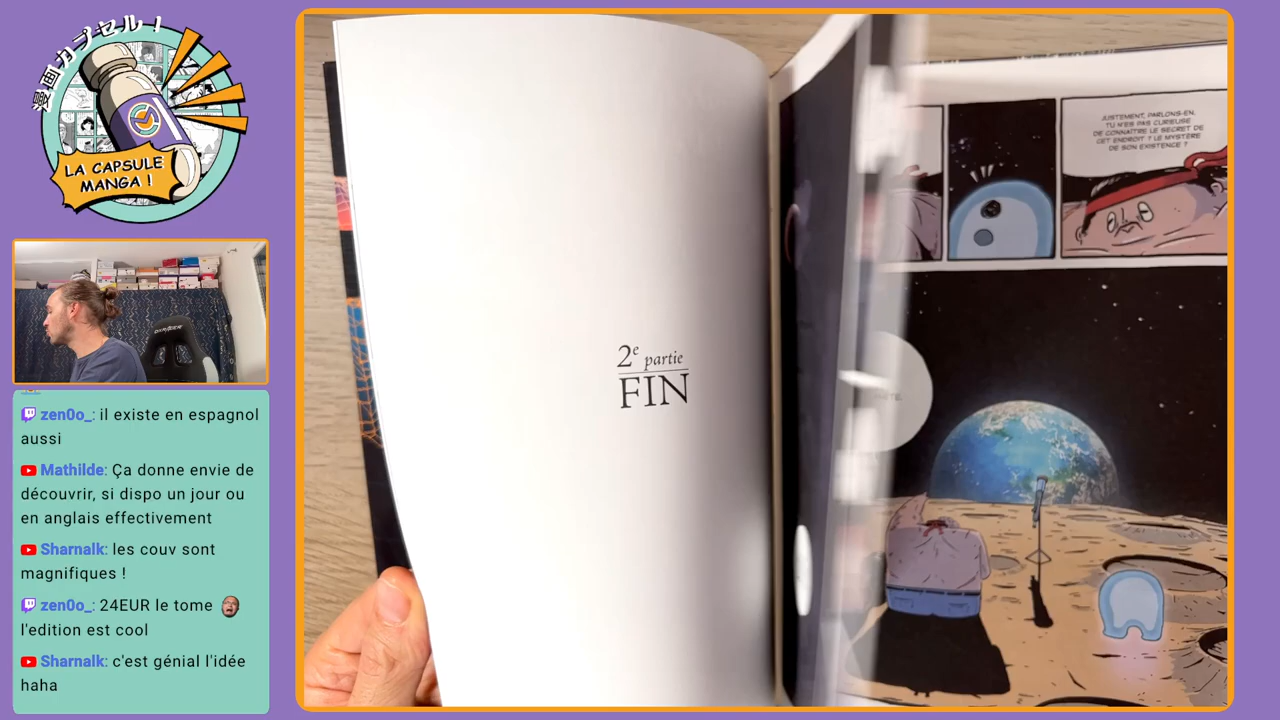 漫画カプセル!
LA CAPSULE
MANGA !
DXRACER
zen0o_: il existe en espagnol
aussi
Mathilde: Ça donne envie de
découvrir, si dispo un jour ou
en anglais effectivement
Sharnalk: les couv sont
magnifiques !
zen0o_: 24EUR le tome
l'edition est cool
Sharnalk: c'est génial l'idée
haha
2e partie
FIN
JUSTEMENT, PARLONS-EN.
TU N'ES PAS CURIEUSE
DE CONNAÎTRE LE SECRET DE
CET ENDROIT ? LE MYSTÈRE
DE SON EXISTENCE ?